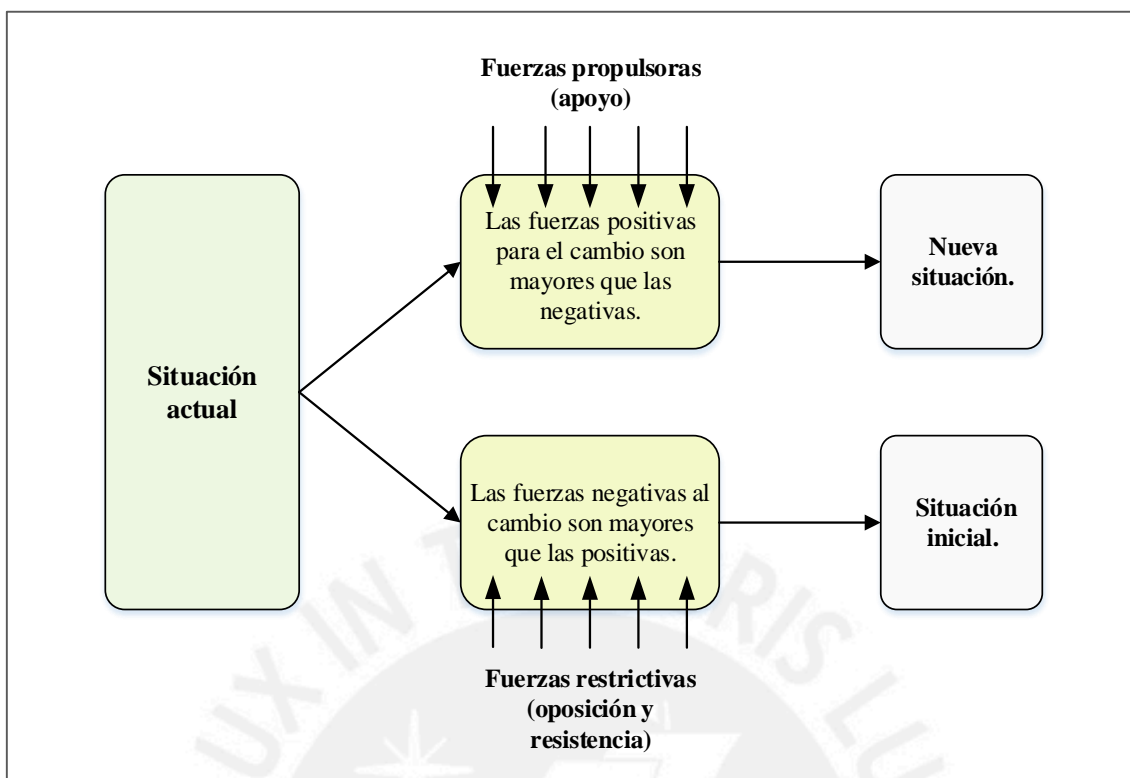 Fuerzas propulsoras
(apoyo)
Las fuerzas positivas
para el cambio son
mayores que las
negativas.
Nueva
situación.
Situación
actual
Las fuerzas negativas al
cambio son mayores
que las positivas.
Situación
inicial.
Fuerzas restrictivas
(oposición y
resistencia)